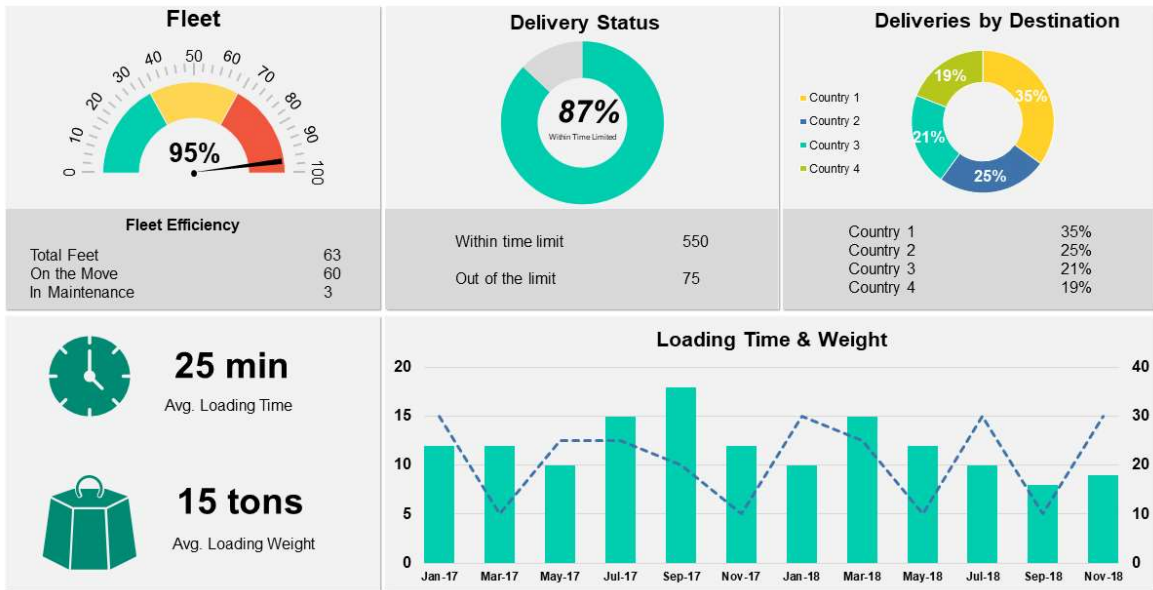 Fleet
0
10
20
30
40
50
60
70
80
90
100
95%
Fleet Efficiency
Total Feet 63
On the Move 60
In Maintenance 3
Delivery Status
87%
Within Time Limited
Within time limit 550
Out of the limit 75
Deliveries by Destination
Country 1
Country 2
Country 3
Country 4
19%
35%
21%
25%
Country 1 35%
Country 2 25%
Country 3 21%
Country 4 19%
25 min
Avg. Loading Time
15 tons
Avg. Loading Weight
Loading Time & Weight
20 40
15 30
10 20
5 10
0 0
Jan-17 Mar-17 May-17 Jul-17 Sep-17 Nov-17 Jan-18 Mar-18 May-18 Jul-18 Sep-18 Nov-18